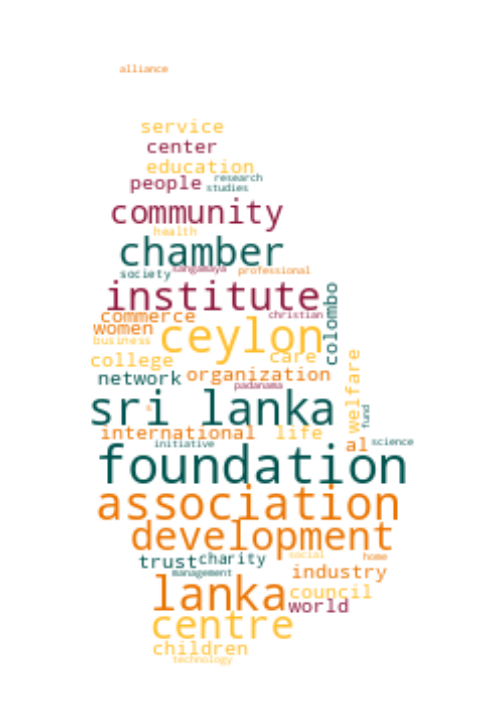 alliance
service
center
education
people research
studies
community
health
chamber
society sangamaya professional
institute
commerce christian
women ceylon colombo
business
college care
network organization
padanama
sri lanka welfare
s fund
international life
initiative al science
foundation
association
development
trust charity social home
management industry
lanka council
world
centre
children
technology